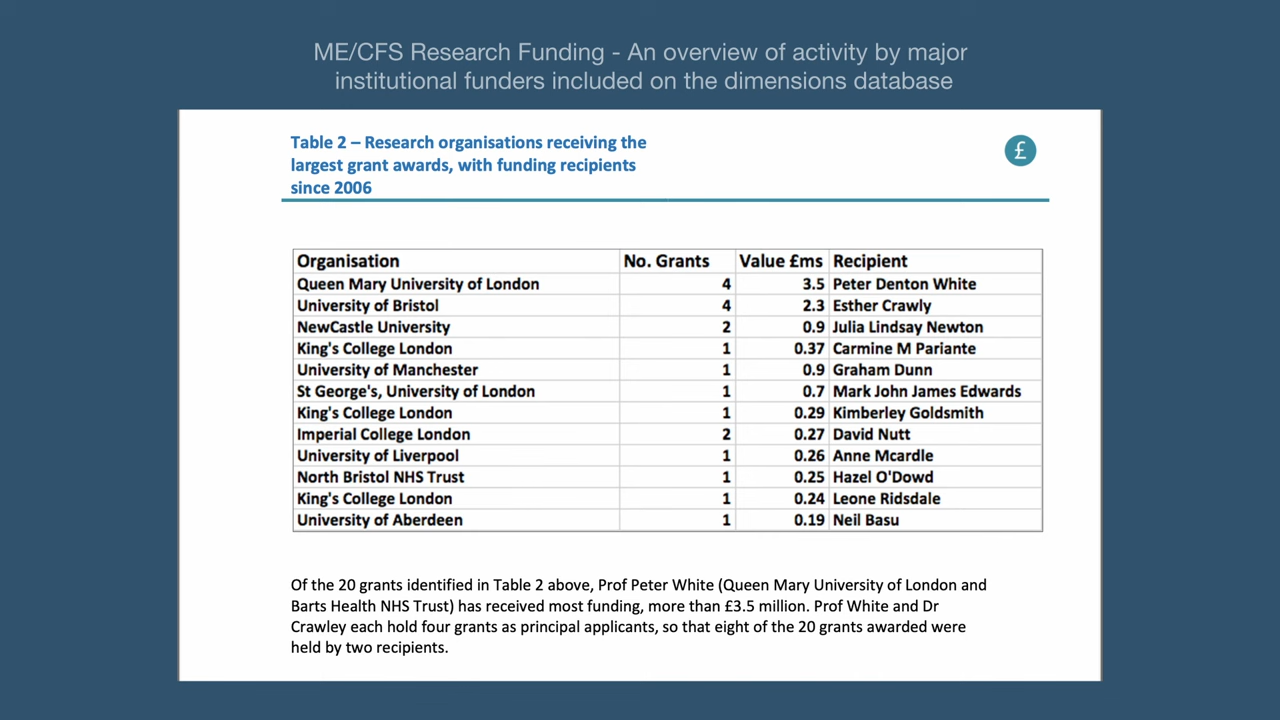 ME/CFS Research Funding - An overview of activity by major
institutional funders included on the dimensions database
Table 2 – Research organisations receiving the
largest grant awards, with funding recipients
since 2006
£
Organisation No. Grants Value £ms Recipient
Queen Mary University of London 4 3.5 Peter Denton White
University of Bristol 4 2.3 Esther Crawly
NewCastle University 2 0.9 Julia Lindsay Newton
King's College London 1 0.37 Carmine M Pariante
University of Manchester 1 0.9 Graham Dunn
St George's, University of London 1 0.7 Mark John James Edwards
King's College London 1 0.29 Kimberley Goldsmith
Imperial College London 2 0.27 David Nutt
University of Liverpool 1 0.26 Anne Mcardle
North Bristol NHS Trust 1 0.25 Hazel O'Dowd
King's College London 1 0.24 Leone Ridsdale
University of Aberdeen 1 0.19 Neil Basu
Of the 20 grants identified in Table 2 above, Prof Peter White (Queen Mary University of London and
Barts Health NHS Trust) has received most funding, more than £3.5 million. Prof White and Dr
Crawley each hold four grants as principal applicants, so that eight of the 20 grants awarded were
held by two recipients.